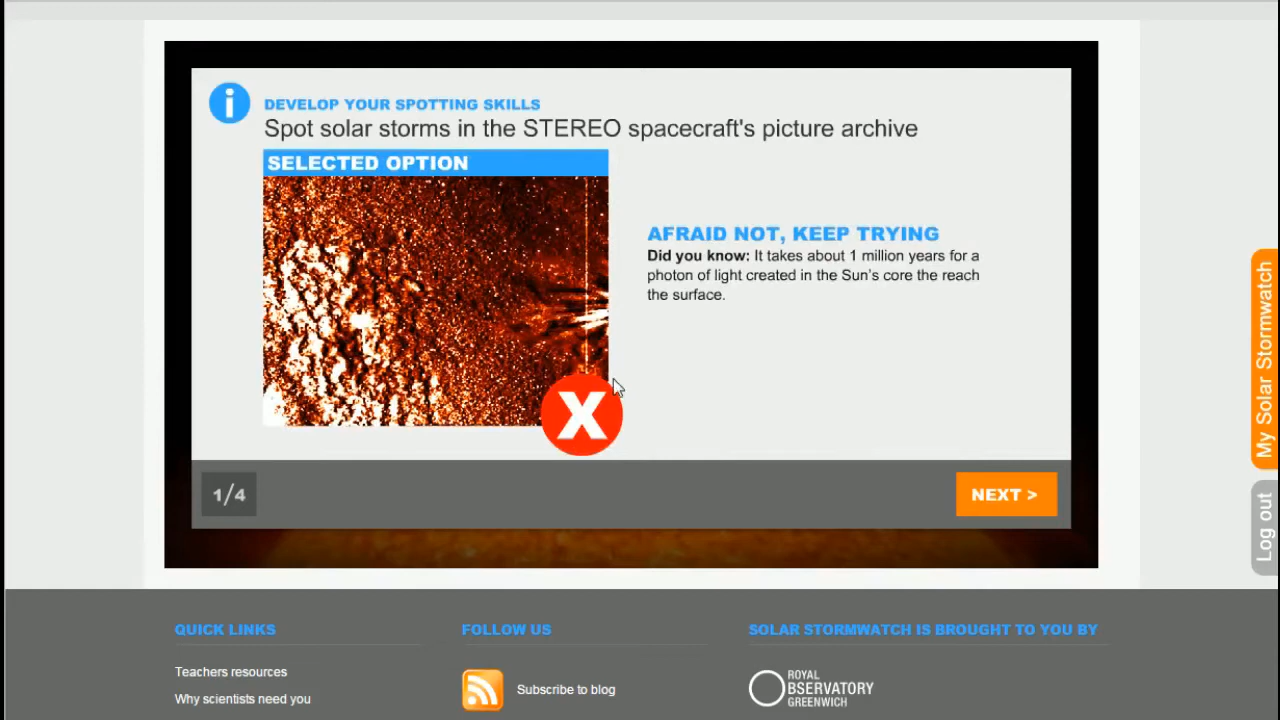 i
DEVELOP YOUR SPOTTING SKILLS
Spot solar storms in the STEREO spacecraft's picture archive
SELECTED OPTION
AFRAID NOT, KEEP TRYING
Did you know: It takes about 1 million years for a
photon of light created in the Sun's core the reach
the surface.
X
1/4
NEXT >
My Solar Stormwatch
Log out
QUICK LINKS
Teachers resources
Why scientists need you
FOLLOW US
Subscribe to blog
SOLAR STORMWATCH IS BROUGHT TO YOU BY
ROYAL
OBSERVATORY
GREENWICH